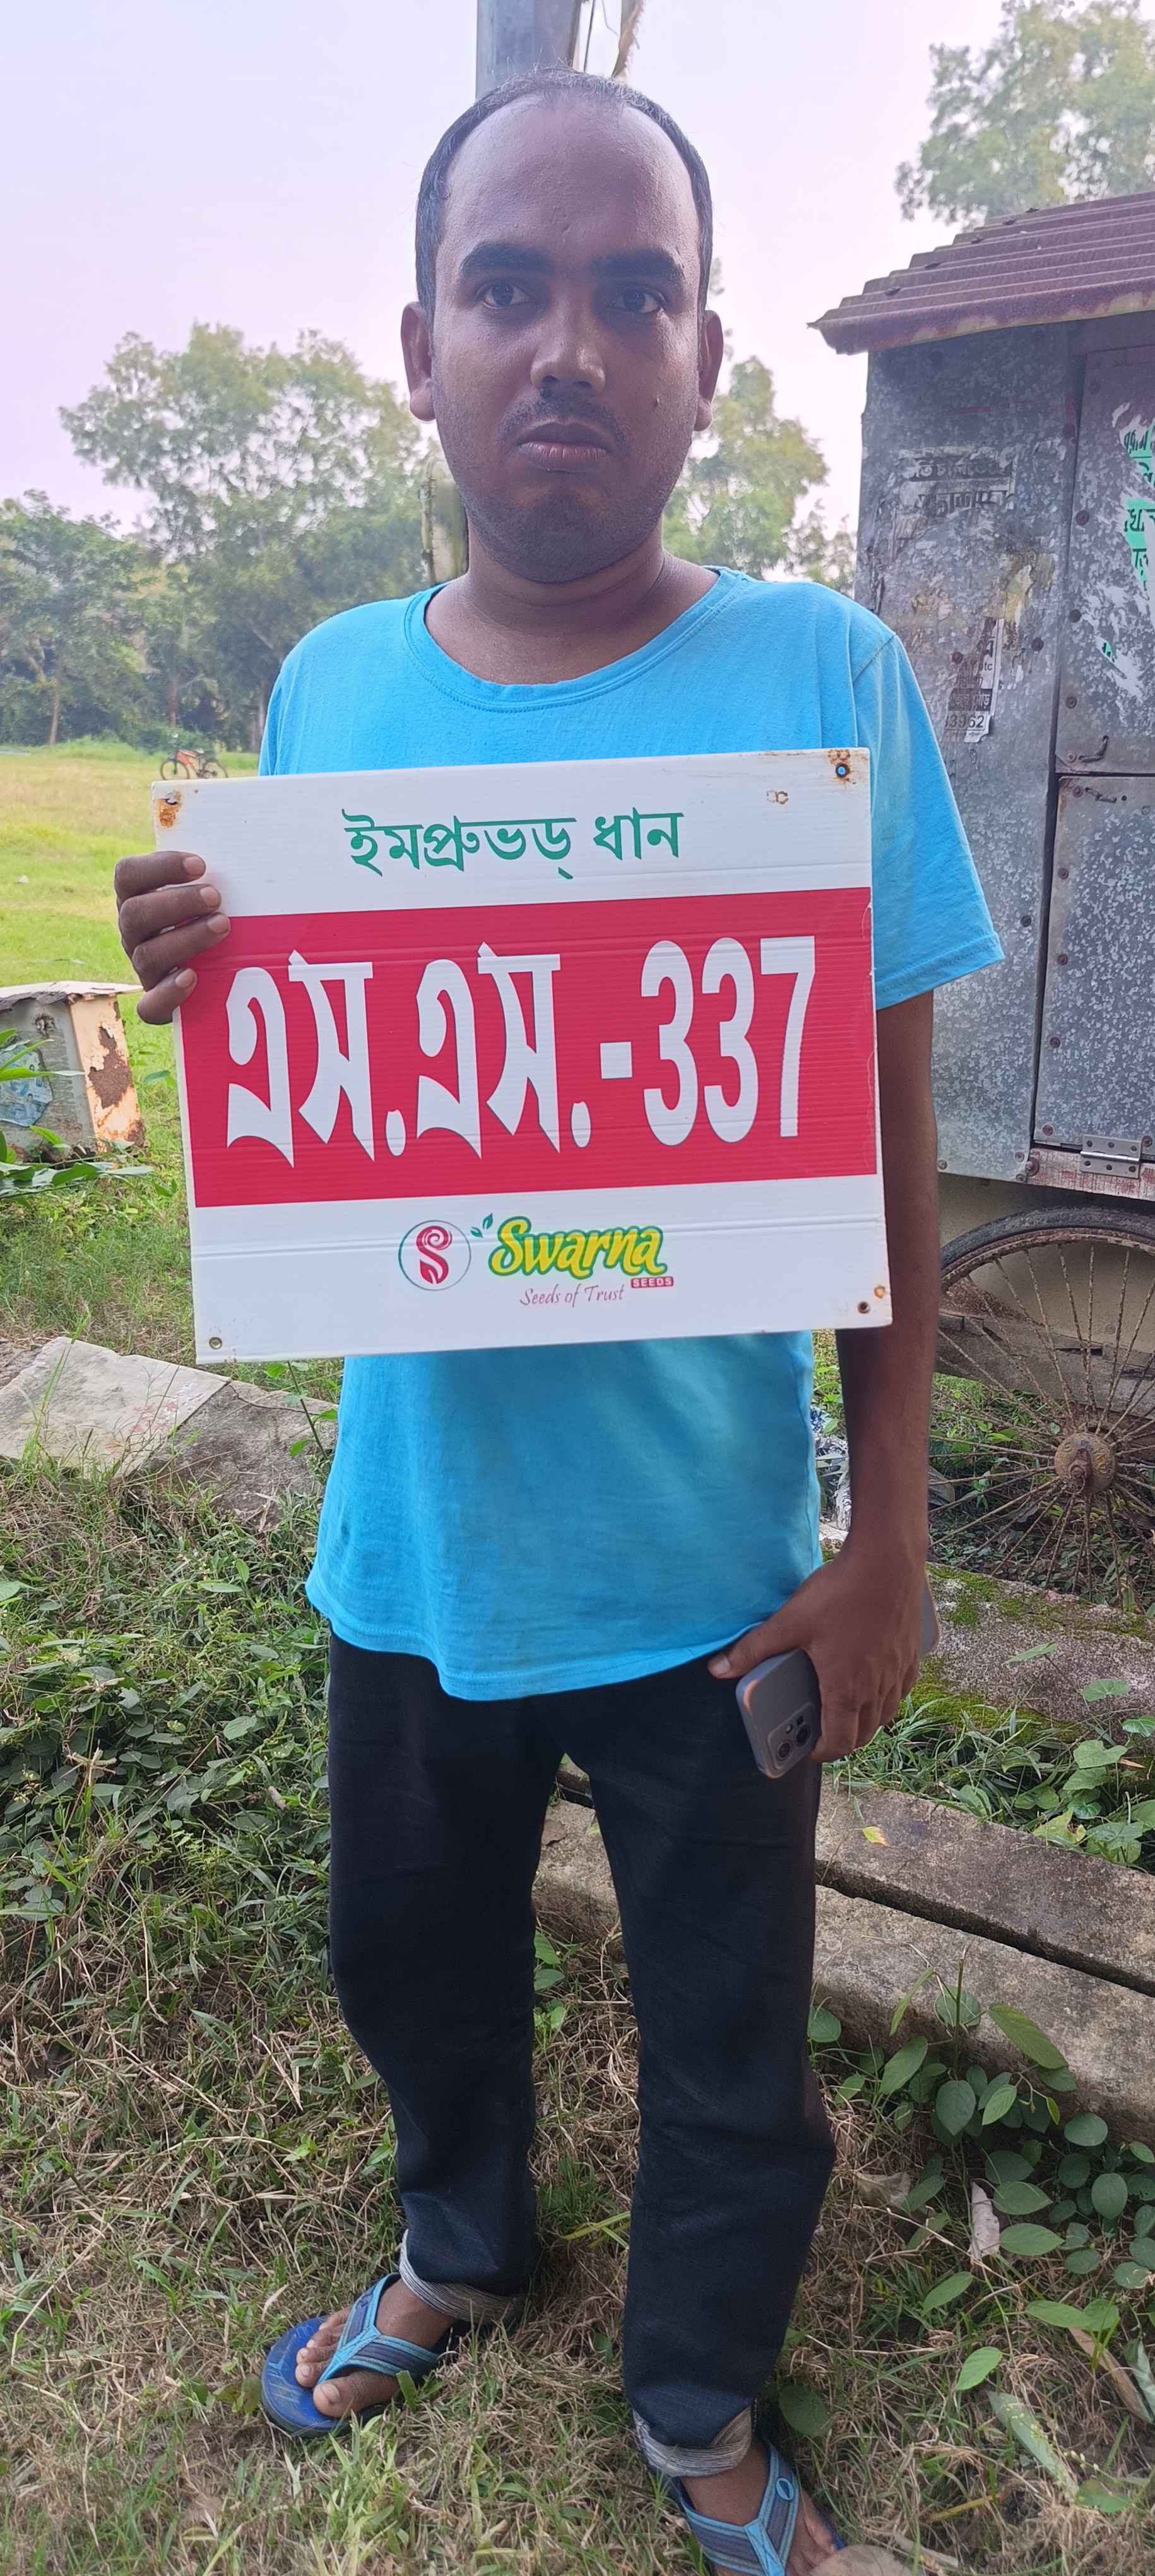 ইমপ্রুভড্ ধান
এস.এস.-337
Swarna
SEEDS
Seeds of Trust